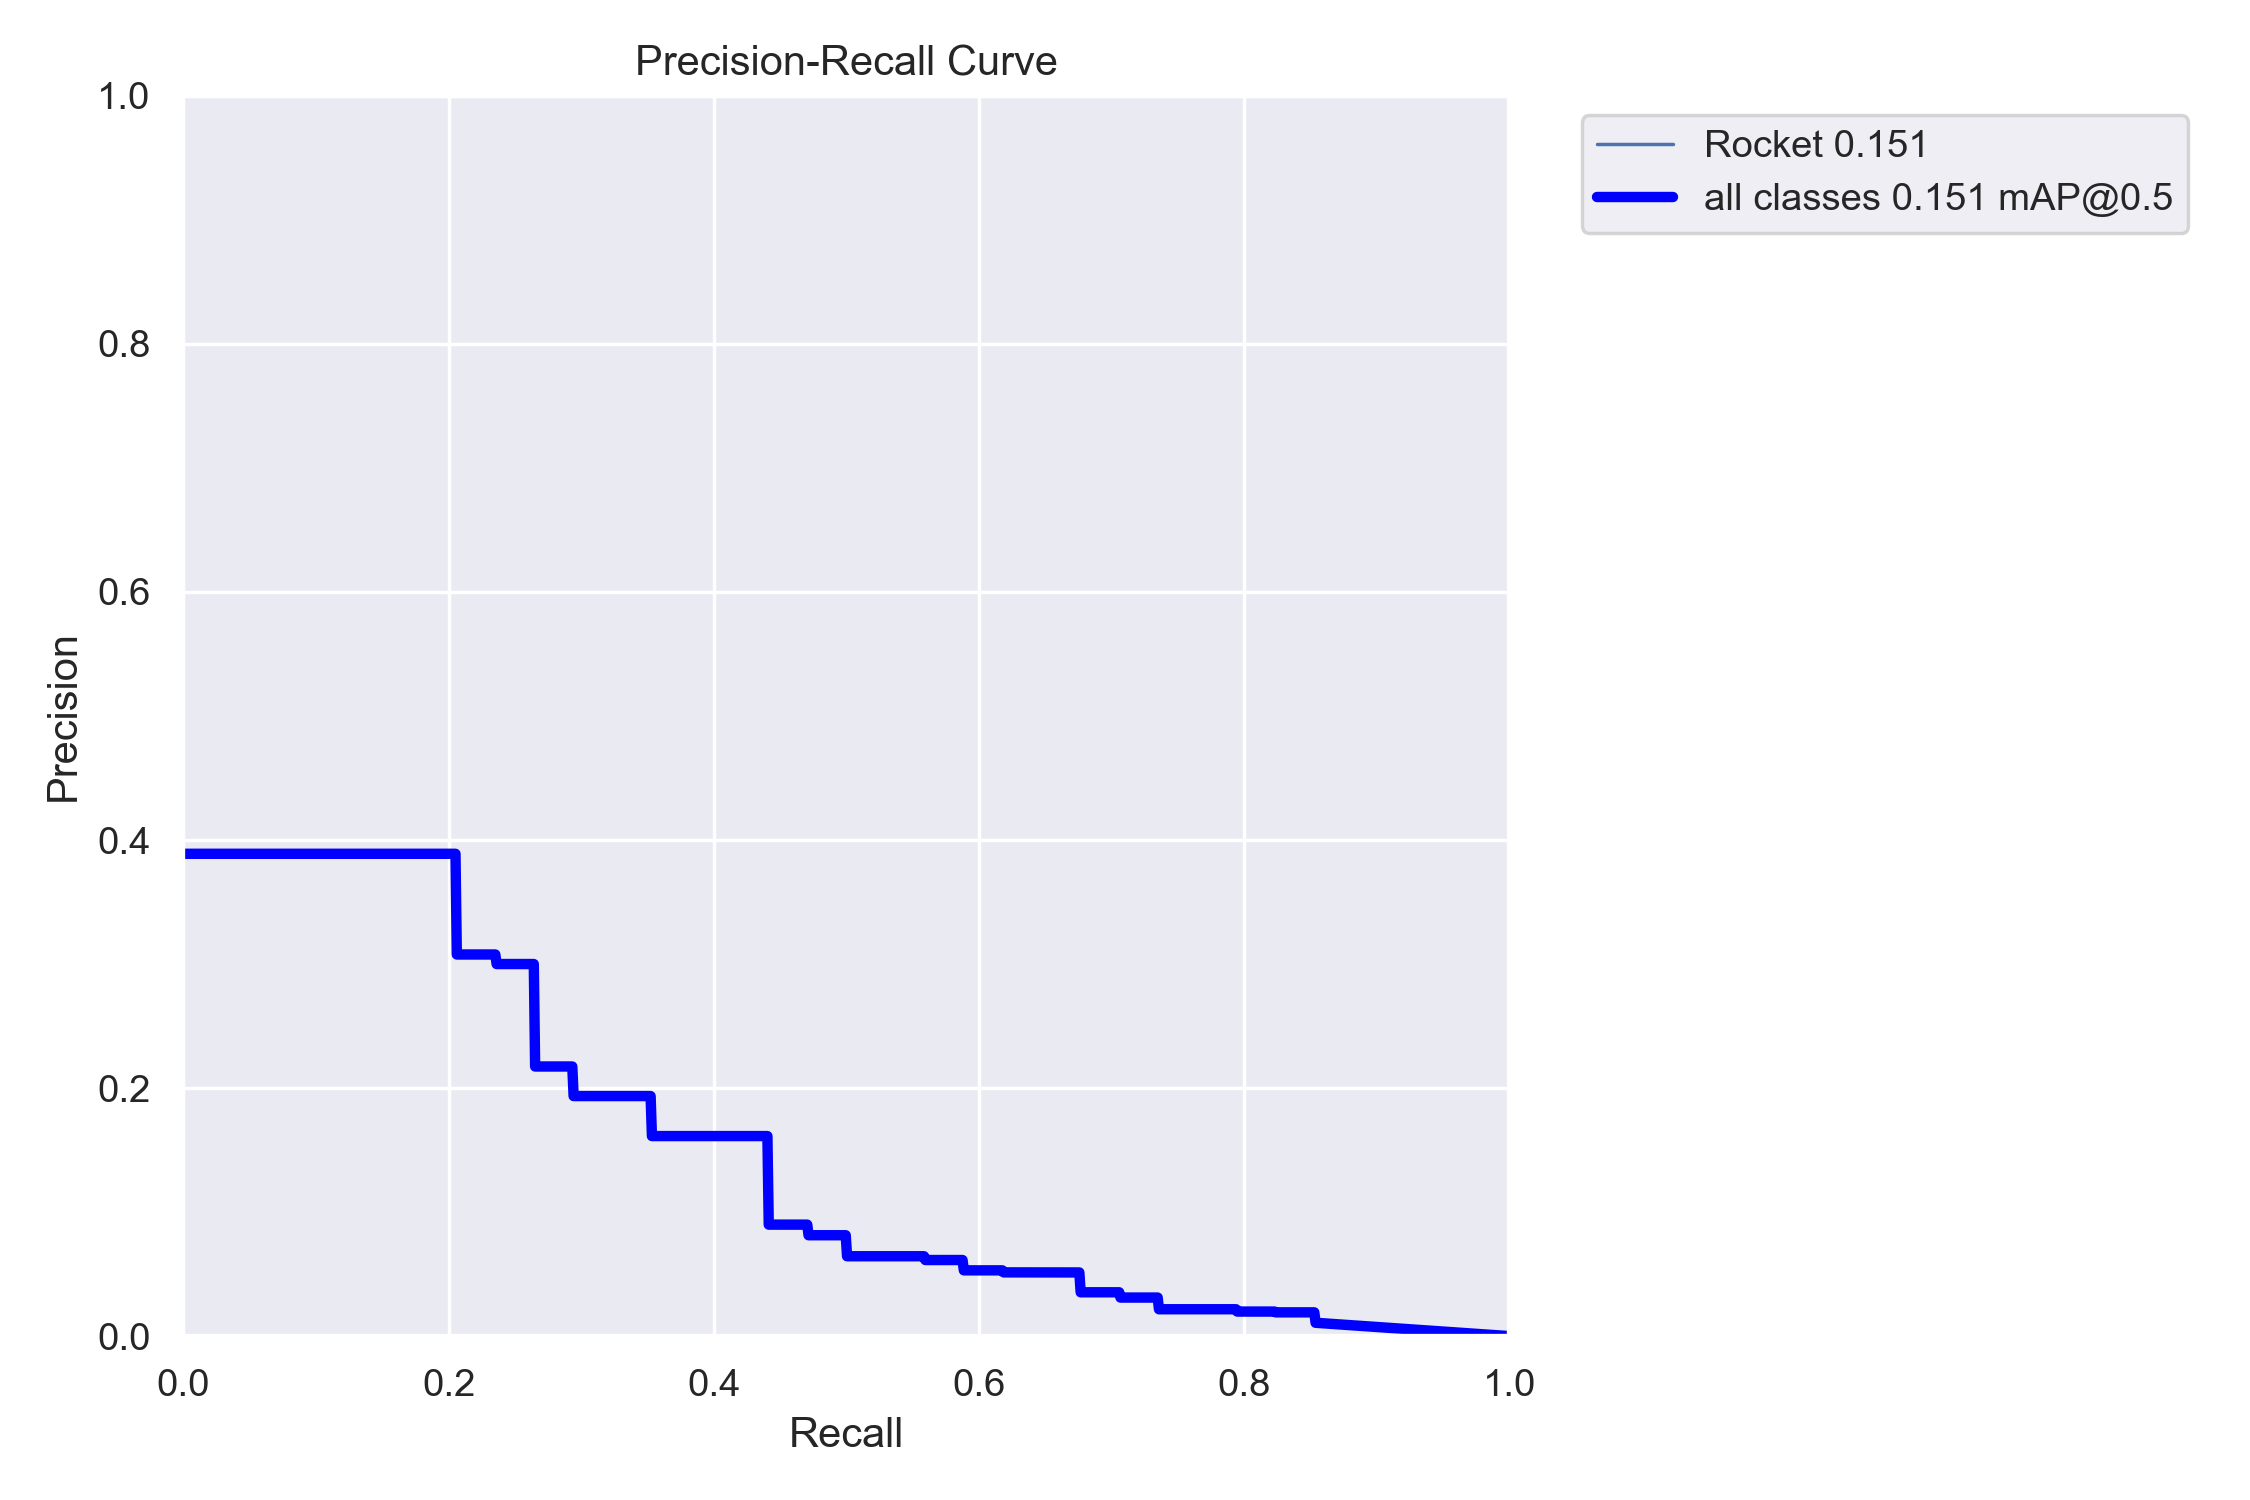 Precision-Recall Curve
1.0
0.8
0.6
0.4
0.2
0.0
Precision
0.0 0.2 0.4 0.6 0.8 1.0
Recall
Rocket 0.151
all classes 0.151 mAP@0.5